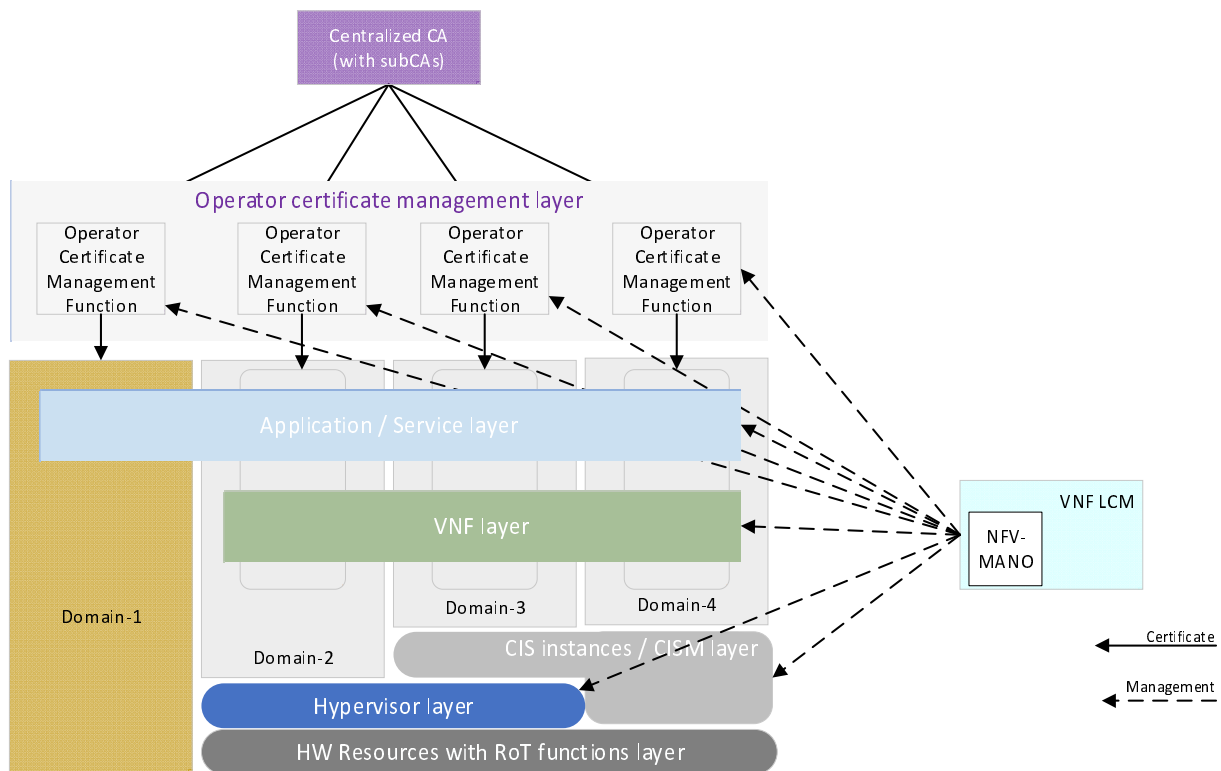 Centralized CA
(with subCAs)
Operator certificate management layer
Operator
Certificate
Management
Function
Operator
Certificate
Management
Function
Operator
Certificate
Management
Function
Operator
Certificate
Management
Function
Application / Service layer
VNF layer
VNF LCM
NFV-
MANO
Domain-1
Domain-2
Domain-3
Domain-4
CIS instances / CISM layer
Hypervisor layer
HW Resources with RoT functions layer
Certificate
Management